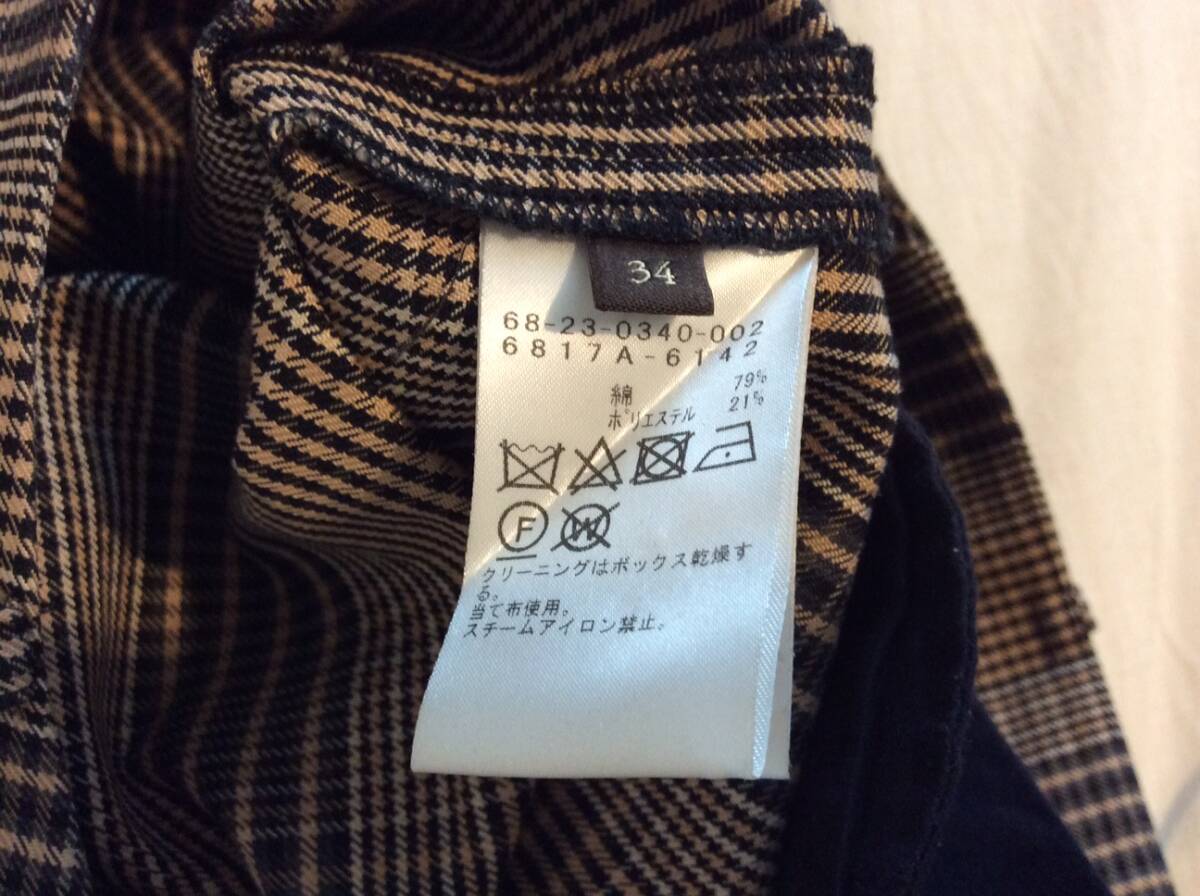 34
68-23-0340-002
6817A-6142
綿 79%
ポリエステル 21%
F W
クリーニングはボックス乾燥す
る。
当て布使用。
スチームアイロン禁止。